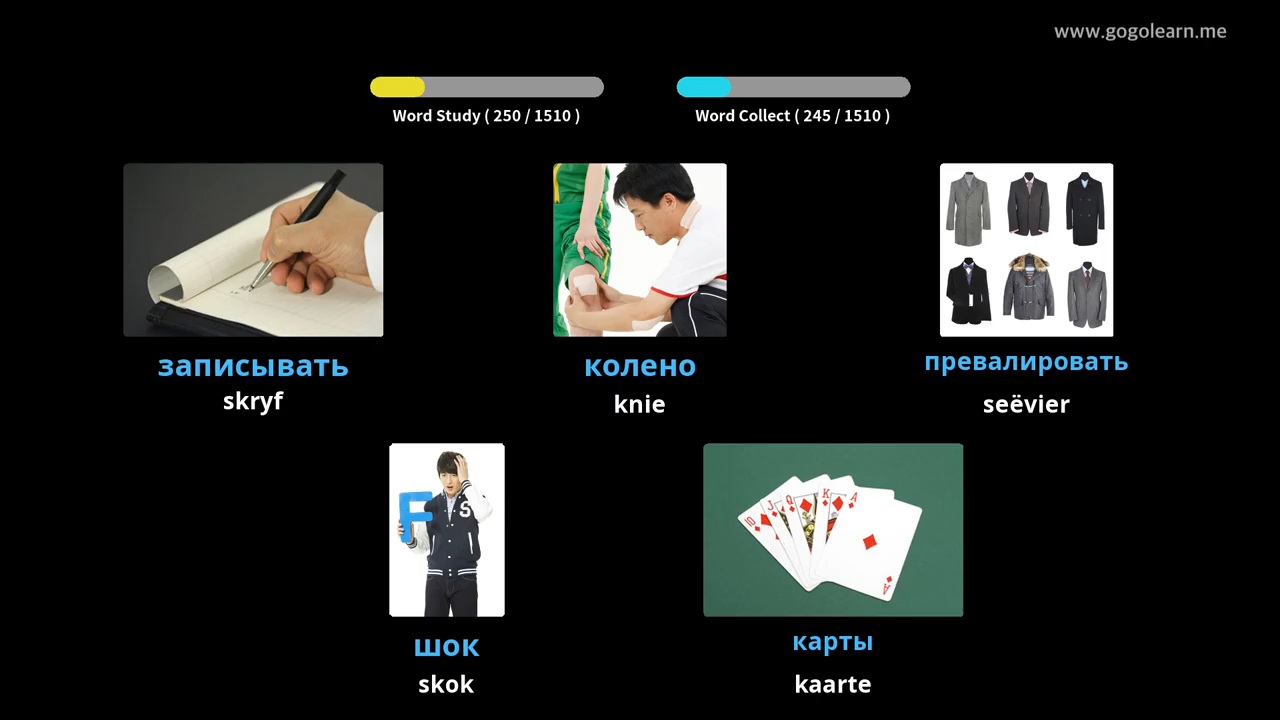 www.gogolearn.me
Word Study ( 250 / 1510 )
Word Collect ( 245 / 1510 )
записывать
skryf
колено
knie
превалировать
seëvier
F
S
шок
skok
10
J
Q
K
A
A
карты
kaarte